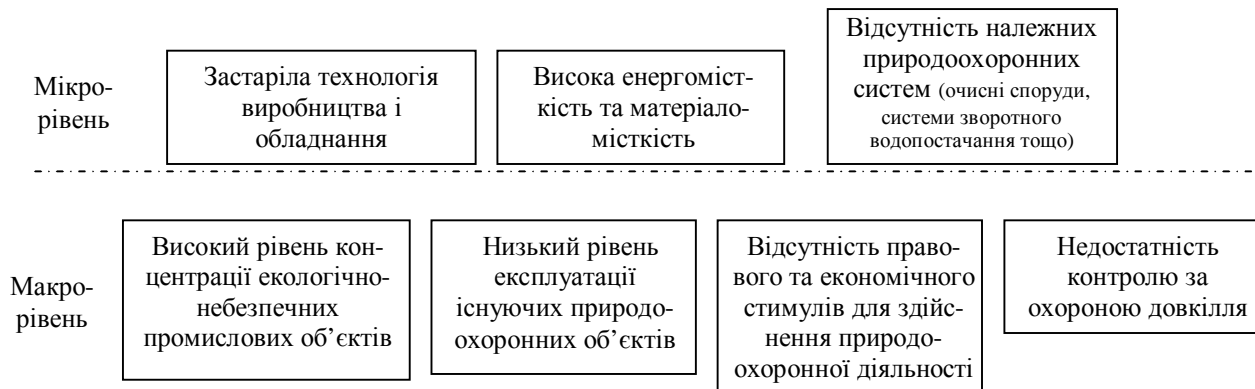 Мікро-
рівень
Застаріла технологія
виробництва і
обладнання
Висока енергоміст-
кість та матеріало-
місткість
Відсутність належних
природоохоронних
систем (очисні споруди,
системи зворотного
водопостачання тощо)
Макро-
рівень
Високий рівень кон-
центрації екологічно-
небезпечних
промислових об’єктів
Низький рівень
експлуатації
існуючих природо-
охоронних об’єктів
Відсутність право-
вого та економічного
стимулів для здійс-
нення природо-
охоронної діяльності
Недостатність
контролю за
охороною довкілля